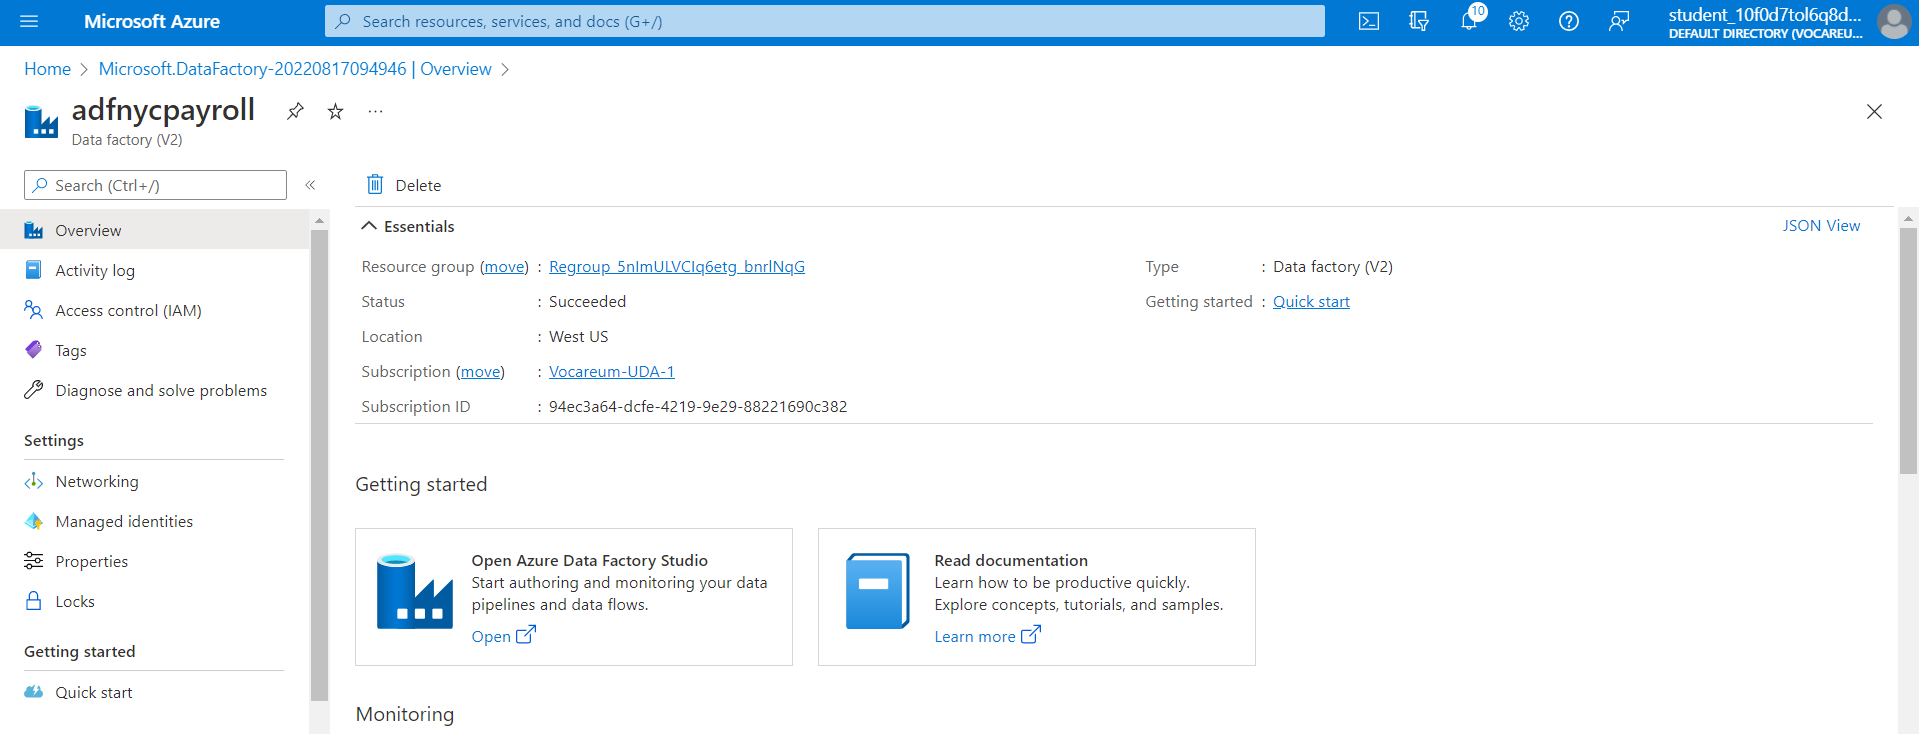 Microsoft Azure
Search resources, services, and docs (G+/)
10
student_10f0d7tol6q8d...
DEFAULT DIRECTORY (VOCAREU...
Home > Microsoft.DataFactory-20220817094946 | Overview >
adfnycpayroll
...
Data factory (V2)
Search (Ctrl+/)
«
Delete
Overview
Activity log
Access control (IAM)
Tags
Diagnose and solve problems
Settings
Networking
Managed identities
Properties
Locks
Getting started
Quick start
Essentials
JSON View
Resource group (move) : Regroup_5nImULVCIq6etg_bnrlNqG
Status : Succeeded
Location : West US
Subscription (move) : Vocareum-UDA-1
Subscription ID : 94ec3a64-dcfe-4219-9e29-88221690c382
Type : Data factory (V2)
Getting started : Quick start
Getting started
Open Azure Data Factory Studio
Start authoring and monitoring your data
pipelines and data flows.
Open
Read documentation
Learn how to be productive quickly.
Explore concepts, tutorials, and samples.
Learn more
Monitoring